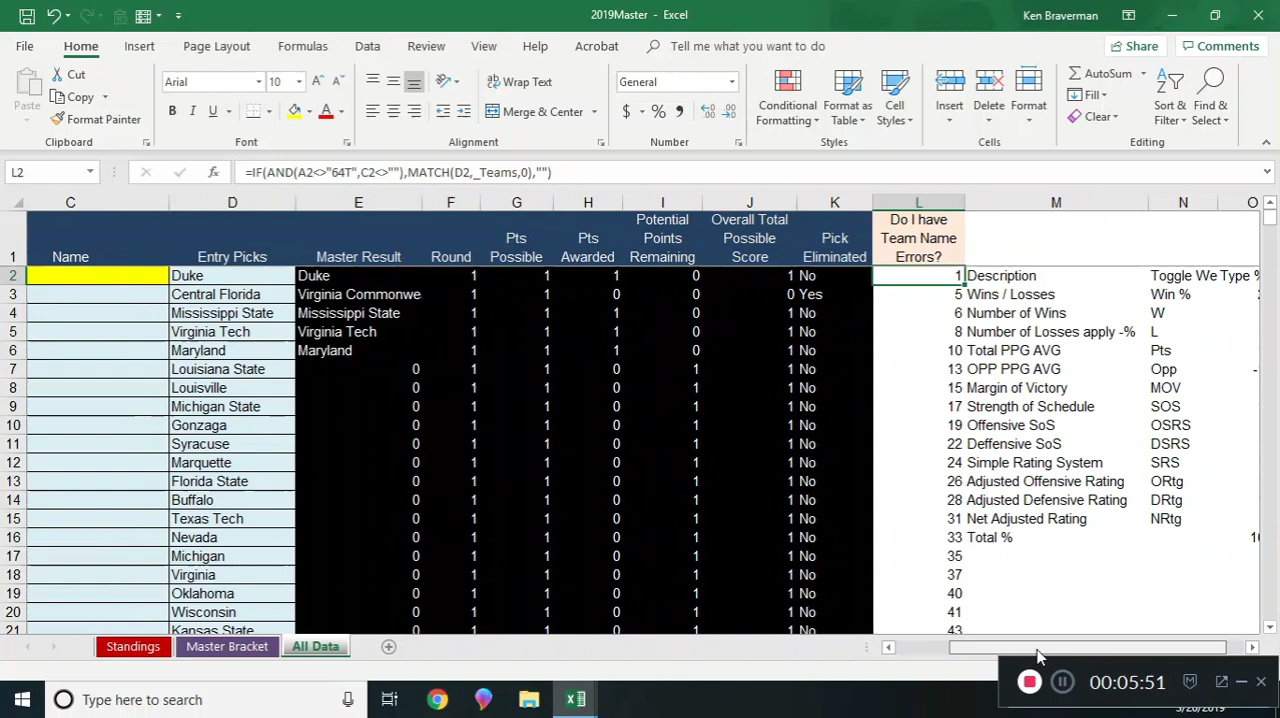 2019Master - Excel
Ken Braverman
File Home Insert Page Layout Formulas Data Review View Help Acrobat Tell me what you want to do Share Comments
Paste Cut Copy Format Painter Clipboard
Arial 10 B I U A Font
Wrap Text Merge & Center Alignment
General $ % , Number
Conditional Formatting Format as Table Cell Styles Styles
Insert Delete Format Cells
AutoSum Fill Clear Sort & Filter Find & Select Editing
L2 fx =IF(AND(A2<>"64T",C2<>""),MATCH(D2,_Teams,0),"")
C D E F G H I J K L M N O
1 Name Entry Picks Master Result Round Pts Possible Pts Awarded Potential Points Remaining Overall Total Possible Score Pick Eliminated Do I have Team Name Errors?
2 Duke Duke 1 1 1 0 1 No 1 Description Toggle We Type %
3 Central Florida Virginia Commonwe 1 1 0 0 0 Yes 5 Wins / Losses Win %
4 Mississippi State Mississippi State 1 1 1 0 1 No 6 Number of Wins W
5 Virginia Tech Virginia Tech 1 1 1 0 1 No 8 Number of Losses apply -% L
6 Maryland Maryland 1 1 1 0 1 No 10 Total PPG AVG Pts
7 Louisiana State 0 1 1 0 1 1 No 13 OPP PPG AVG Opp -
8 Louisville 0 1 1 0 1 1 No 15 Margin of Victory MOV
9 Michigan State 0 1 1 0 1 1 No 17 Strength of Schedule SOS
10 Gonzaga 0 1 1 0 1 1 No 19 Offensive SoS OSRS
11 Syracuse 0 1 1 0 1 1 No 22 Deffensive SoS DSRS
12 Marquette 0 1 1 0 1 1 No 24 Simple Rating System SRS
13 Florida State 0 1 1 0 1 1 No 26 Adjusted Offensive Rating ORtg
14 Buffalo 0 1 1 0 1 1 No 28 Adjusted Defensive Rating DRtg
15 Texas Tech 0 1 1 0 1 1 No 31 Net Adjusted Rating NRtg
16 Nevada 0 1 1 0 1 1 No 33 Total %
17 Michigan 0 1 1 0 1 1 No 35
18 Virginia 0 1 1 0 1 1 No 37
19 Oklahoma 0 1 1 0 1 1 No 40
20 Wisconsin 0 1 1 0 1 1 No 41
21 Kansas State 0 1 1 0 1 1 No 43
Standings Master Bracket All Data
00:05:51
Type here to search